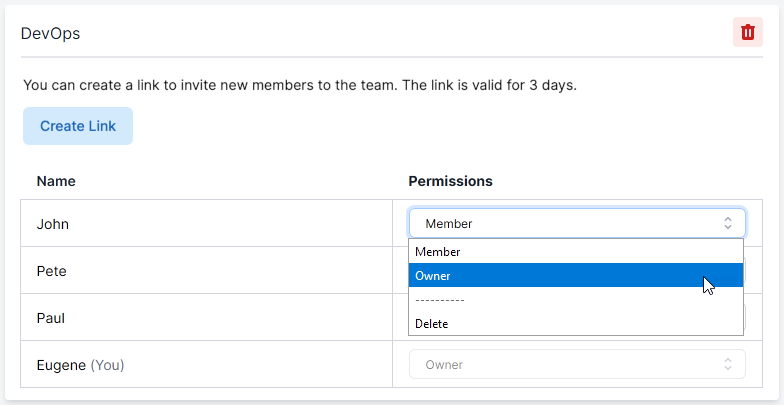 DevOps
You can create a link to invite new members to the team. The link is valid for 3 days.
Create Link
Name Permissions
John Member
Member
Pete Owner
----------
Paul Delete
Eugene (You) Owner